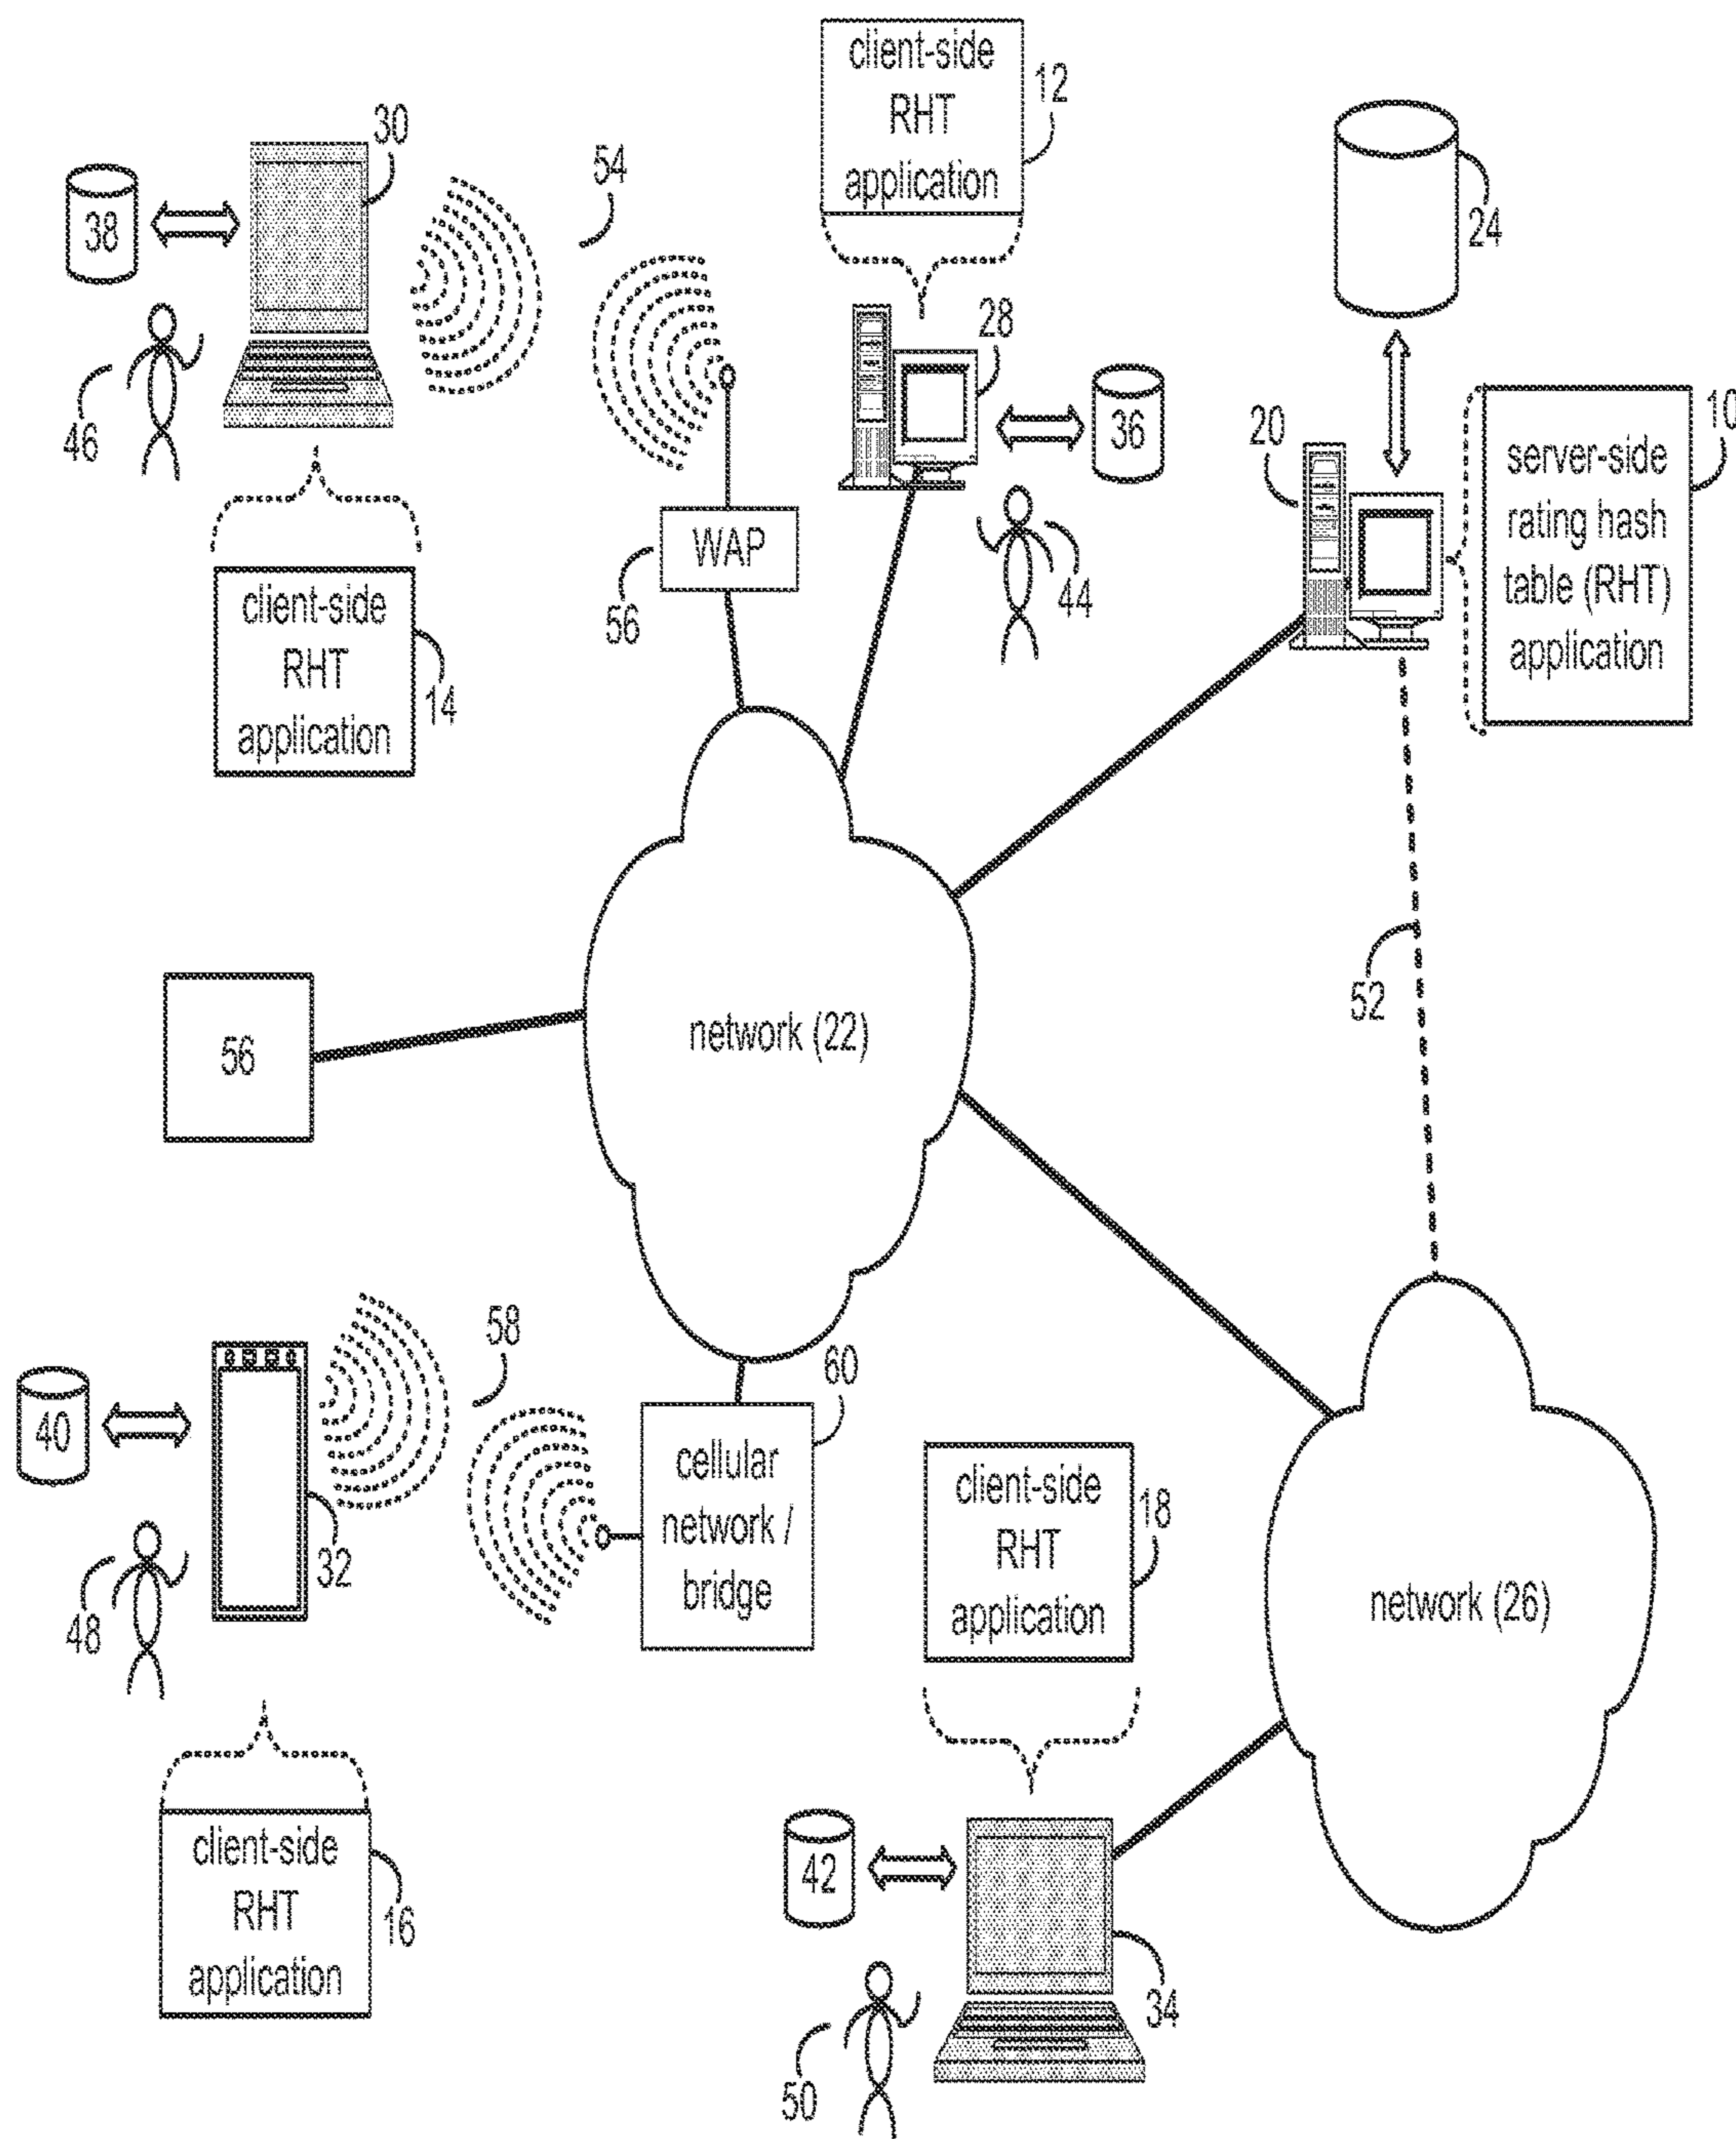 client-side
RHT
application
12
24
30
38
46
54
client-side
RHT
application
14
WAP
56
28
36
44
20
server-side
rating hash
table (RHT)
application
10
52
network (22)
56
58
60
40
32
48
cellular
network /
bridge
client-side
RHT
application
18
network (26)
client-side
RHT
application
16
42
34
50